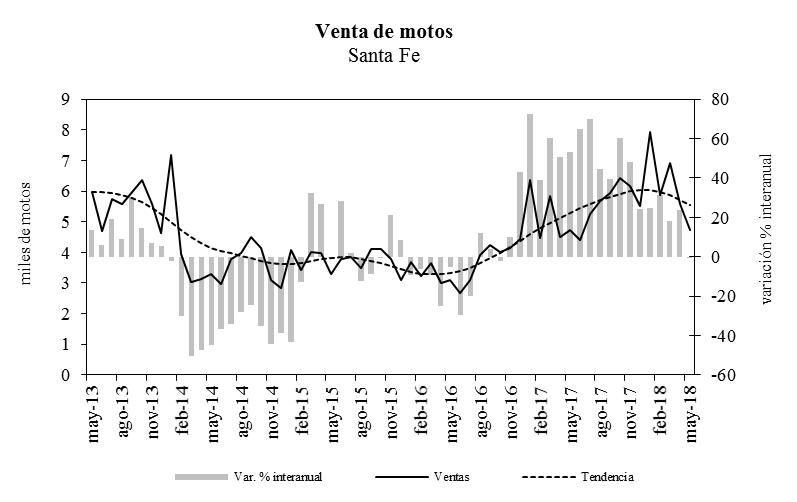 Venta de motos
Santa Fe
miles de motos
9
8
7
6
5
4
3
2
1
0
80
60
40
20
0
-20
-40
-60
variación % interanual
may-13
ago-13
nov-13
feb-14
may-14
ago-14
nov-14
feb-15
may-15
ago-15
nov-15
feb-16
may-16
ago-16
nov-16
feb-17
may-17
ago-17
nov-17
feb-18
may-18
Var. % interanual Ventas Tendencia